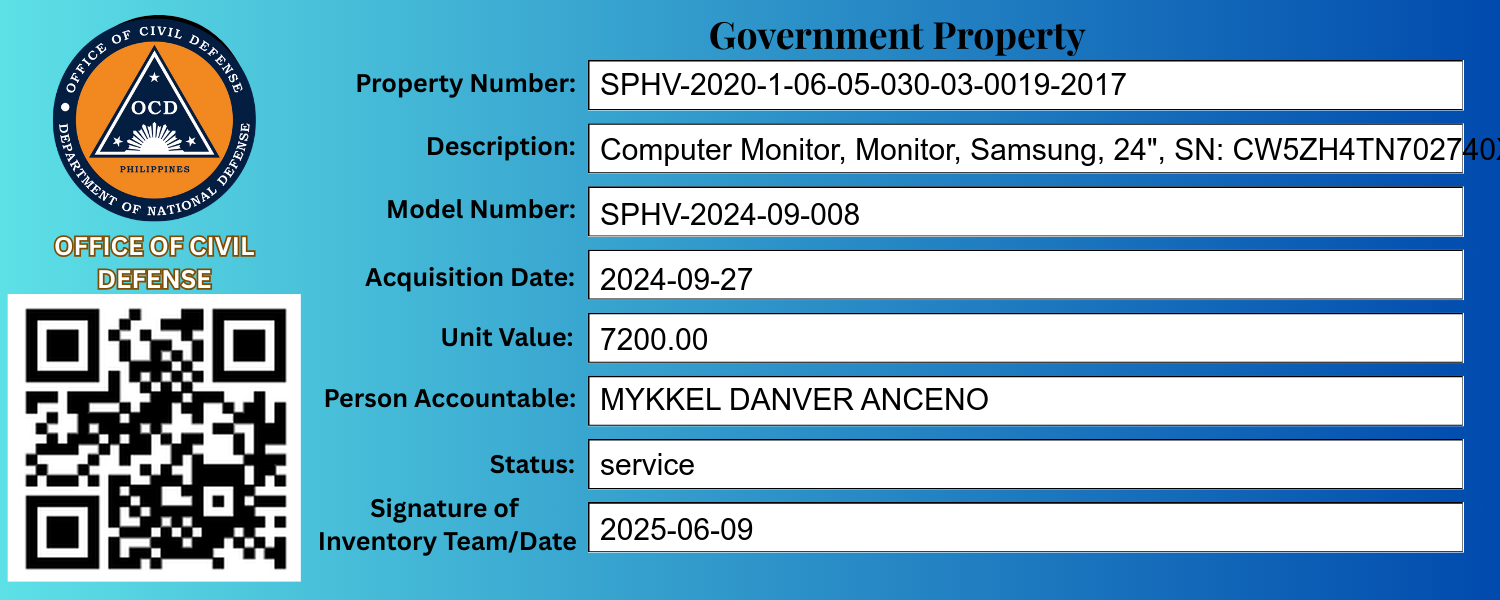 OFFICE OF CIVIL DEFENSE
OCD
PHILIPPINES
DEPARTMENT OF NATIONAL DEFENSE
OFFICE OF CIVIL
DEFENSE
Government Property
Property Number: SPHV-2020-1-06-05-030-03-0019-2017
Description: Computer Monitor, Monitor, Samsung, 24", SN: CW5ZH4TN702740
Model Number: SPHV-2024-09-008
Acquisition Date: 2024-09-27
Unit Value: 7200.00
Person Accountable: MYKKEL DANVER ANCENO
Status: service
Signature of
Inventory Team/Date 2025-06-09